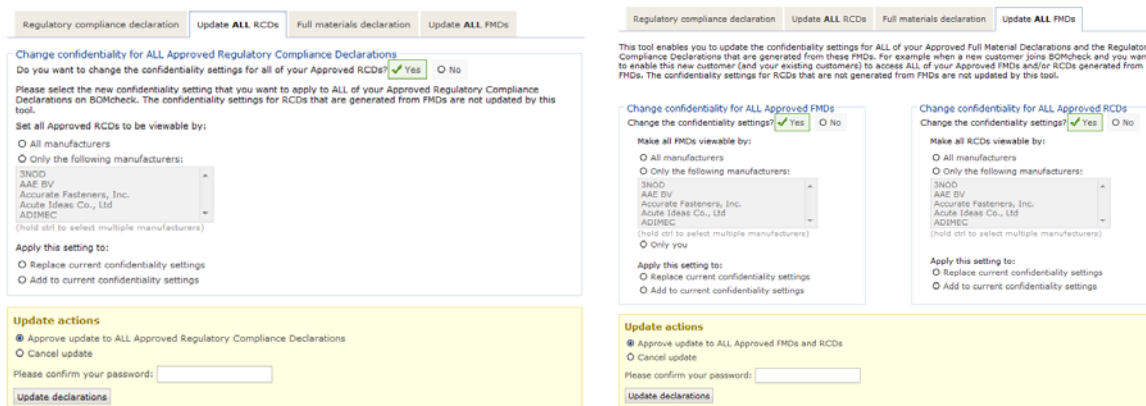 Regulatory compliance declaration
Update ALL RCDs
Full materials declaration
Update ALL FMDs
Change confidentiality for ALL Approved Regulatory Compliance Declarations
Do you want to change the confidentiality settings for all of your Approved RCDs? Yes No
Please select the new confidentiality setting that you want to apply to ALL of your Approved Regulatory Compliance
Declarations on BOMcheck. The confidentiality settings for RCDs that are generated from FMDs are not updated by this
tool.
Set all Approved RCDs to be viewable by:
All manufacturers
Only the following manufacturers:
3NOD
AAE BV
Accurate Fasteners, Inc.
Acute Ideas Co., Ltd
ADIMEC
(hold ctrl to select multiple manufacturers)
Apply this setting to:
Replace current confidentiality settings
Add to current confidentiality settings
Update actions
Approve update to ALL Approved Regulatory Compliance Declarations
Cancel update
Please confirm your password:
Update declarations
Regulatory compliance declaration
Update ALL RCDs
Full materials declaration
Update ALL FMDs
This tool enables you to update the confidentiality settings for ALL of your Approved Full Material Declarations and the Regulator
Compliance Declarations that are generated from these FMDs. For example when a new customer joins BOMcheck and you wan
to enable this new customer (and your existing customers) to access ALL of your Approved FMDs and/or RCDs generated from
FMDs. The confidentiality settings for RCDs that are not generated from FMDs are not updated by this tool.
Change confidentiality for ALL Approved FMDs
Change the confidentiality settings? Yes No
Make all FMDs viewable by:
All manufacturers
Only the following manufacturers:
3NOD
AAE BV
Accurate Fasteners, Inc.
Acute Ideas Co., Ltd
ADIMEC
(hold ctrl to select multiple manufacturers)
Only you
Apply this setting to:
Replace current confidentiality settings
Add to current confidentiality settings
Change confidentiality for ALL Approved RCDs
Change the confidentiality settings? Yes No
Make all RCDs viewable by:
All manufacturers
Only the following manufacturers:
3NOD
AAE BV
Accurate Fasteners, Inc.
Acute Ideas Co., Ltd
ADIMEC
(hold ctrl to select multiple manufacturers)
Apply this setting to:
Replace current confidentiality settings
Add to current confidentiality settings
Update actions
Approve update to ALL Approved FMDs and RCDs
Cancel update
Please confirm your password:
Update declarations